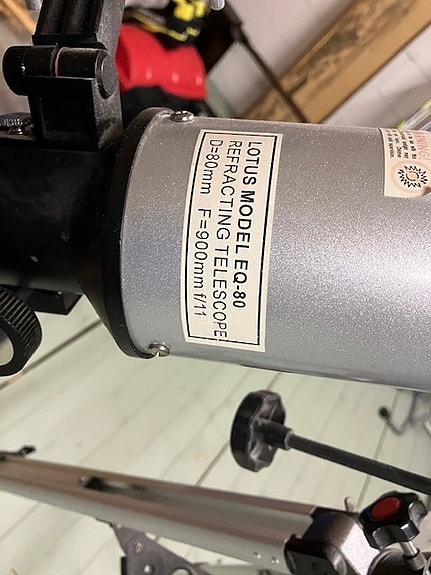 LOTUS MODEL EQ-80
REFRACTING TELESCOPE
D=80mm F=900mm f/11